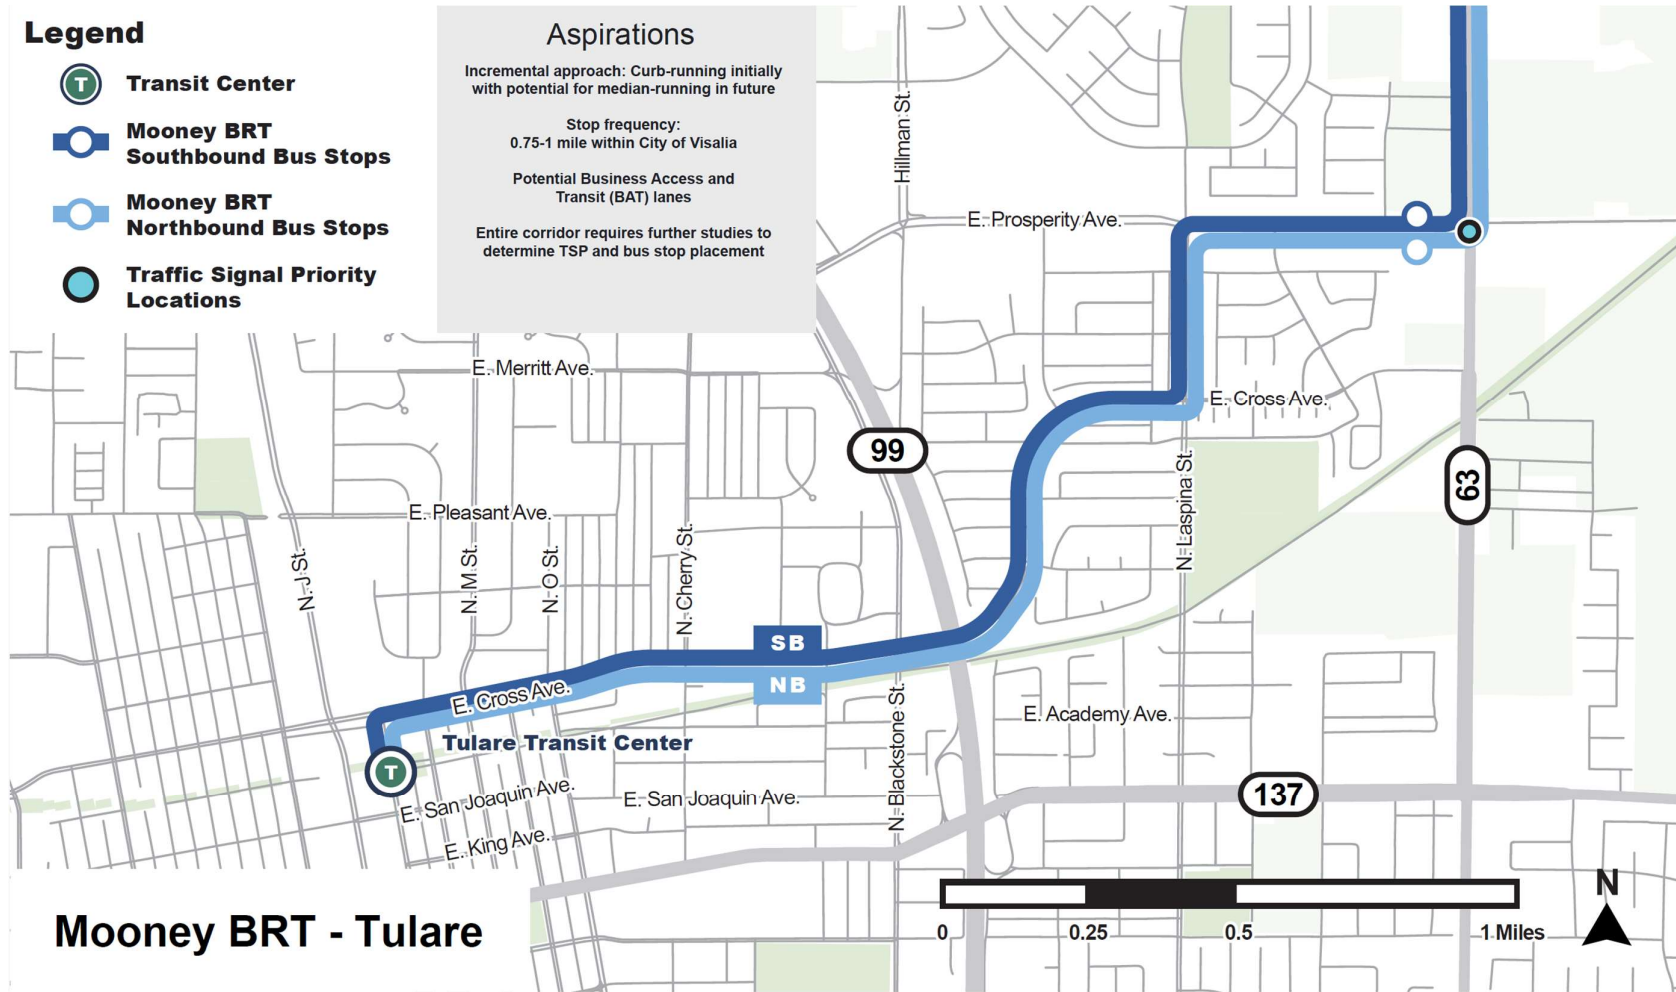 Legend
T
Transit Center
Mooney BRT
Southbound Bus Stops
Mooney BRT
Northbound Bus Stops
Traffic Signal Priority
Locations
Aspirations
Incremental approach: Curb-running initially
with potential for median-running in future
Stop frequency:
0.75-1 mile within City of Visalia
Potential Business Access and
Transit (BAT) lanes
Entire corridor requires further studies to
determine TSP and bus stop placement
Hillman St.
E. Prosperity Ave.
E. Merritt Ave.
E. Cross Ave.
99
63
E. Pleasant Ave.
N. J St.
N. M St.
N. O St.
N. Cherry St.
N. Laspina St.
SB
NB
E. Cross Ave.
N. Blackstone St.
E. Academy Ave.
Tulare Transit Center
T
E. San Joaquin Ave.
E. San Joaquin Ave.
137
E. King Ave.
Mooney BRT - Tulare
0
0.25
0.5
1 Miles
N